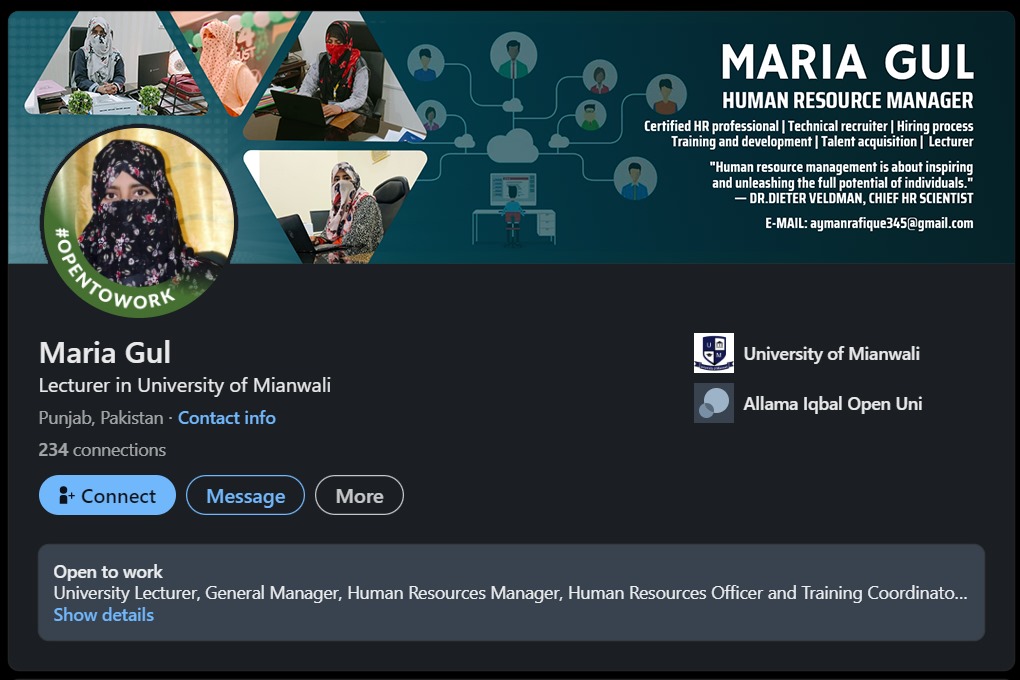 MARIA GUL
HUMAN RESOURCE MANAGER
Certified HR professional | Technical recruiter | Hiring process
Training and development | Talent acquisition | Lecturer
"Human resource management is about inspiring
and unleashing the full potential of individuals."
— DR.DIETER VELDMAN, CHIEF HR SCIENTIST
E-MAIL: aymanrafique345@gmail.com
#OPENTOWORK
Maria Gul
Lecturer in University of Mianwali
Punjab, Pakistan · Contact info
234 connections
Connect
Message
More
U M
University of Mianwali
Allama Iqbal Open Uni
Open to work
University Lecturer, General Manager, Human Resources Manager, Human Resources Officer and Training Coordinato...
Show details